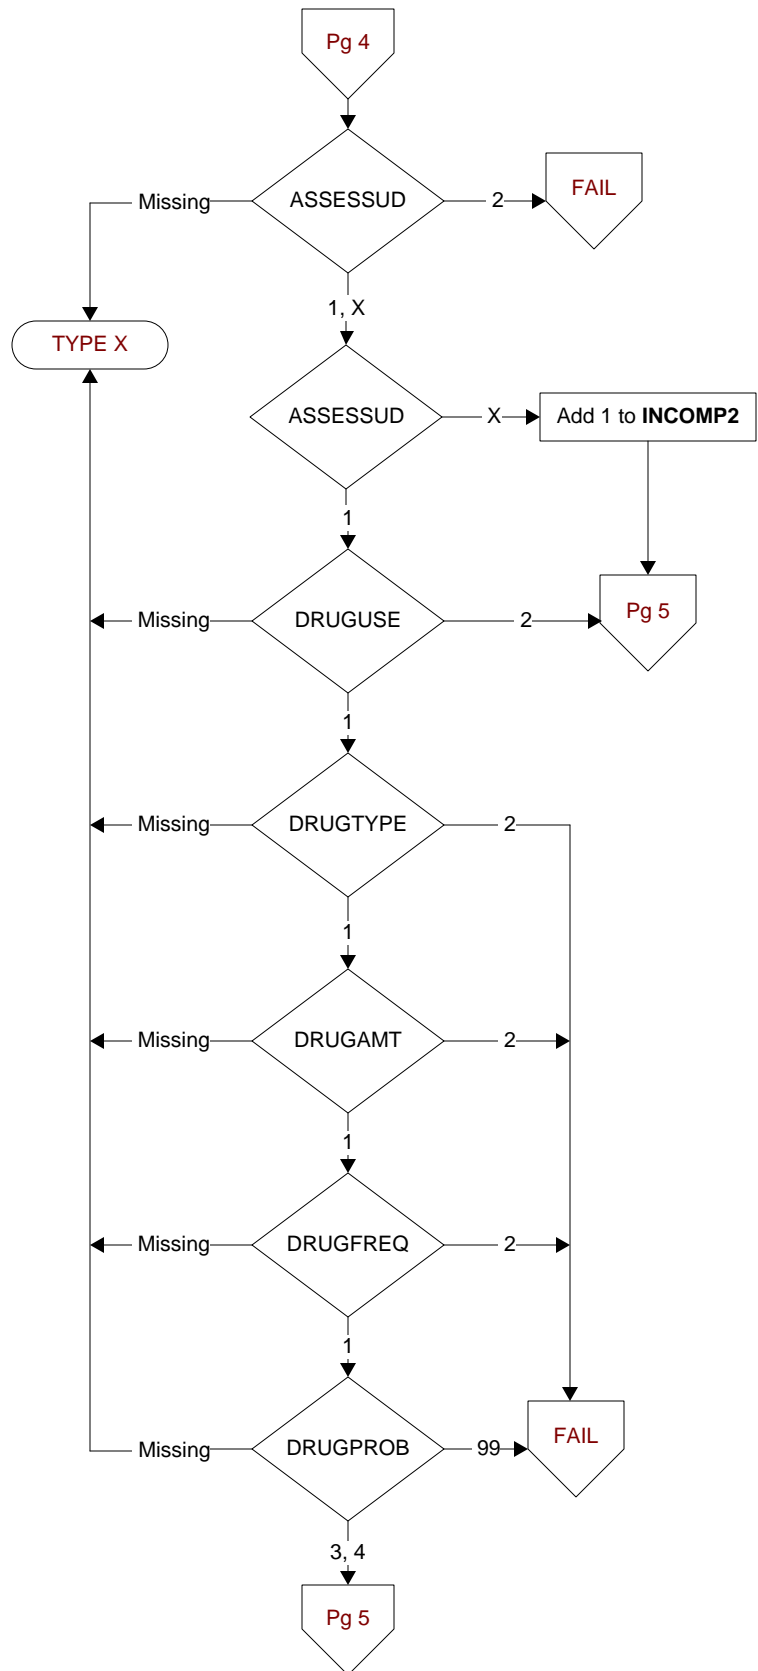 Pg 4
Missing
ASSESSUD
2
FAIL
1, X
TYPE X
ASSESSUD
X
Add 1 to INCOMP2
1
Missing
DRUGUSE
2
Pg 5
1
Missing
DRUGTYPE
2
1
Missing
DRUGAMT
2
1
Missing
DRUGFREQ
2
1
Missing
DRUGPROB
99
FAIL
3, 4
Pg 5